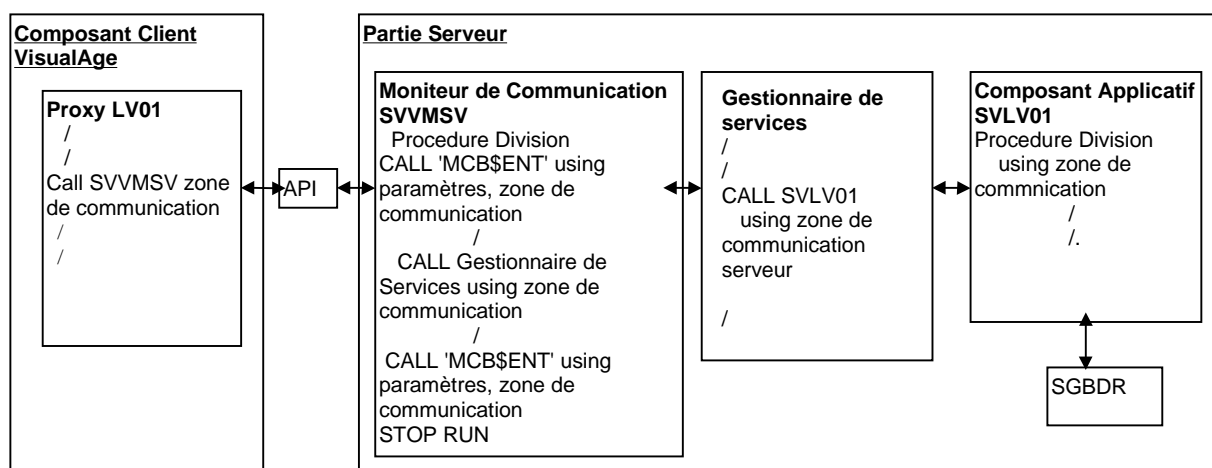 Composant Client
VisualAge
Proxy LV01
/
/
Call SVVMSV zone
de communication
/
/
API
Partie Serveur
Moniteur de Communication
SVVMSV
Procedure Division
CALL 'MCB$ENT' using
paramètres, zone de
communication
/
CALL Gestionnaire de
Services using zone de
communication
/
CALL 'MCB$ENT' using
paramètres, zone de
communication
STOP RUN
Gestionnaire de
services
/
/
CALL SVLV01
using zone de
communication
serveur
/
Composant Applicatif
SVLV01
Procedure Division
using zone de
commnication
/
/.
SGBDR